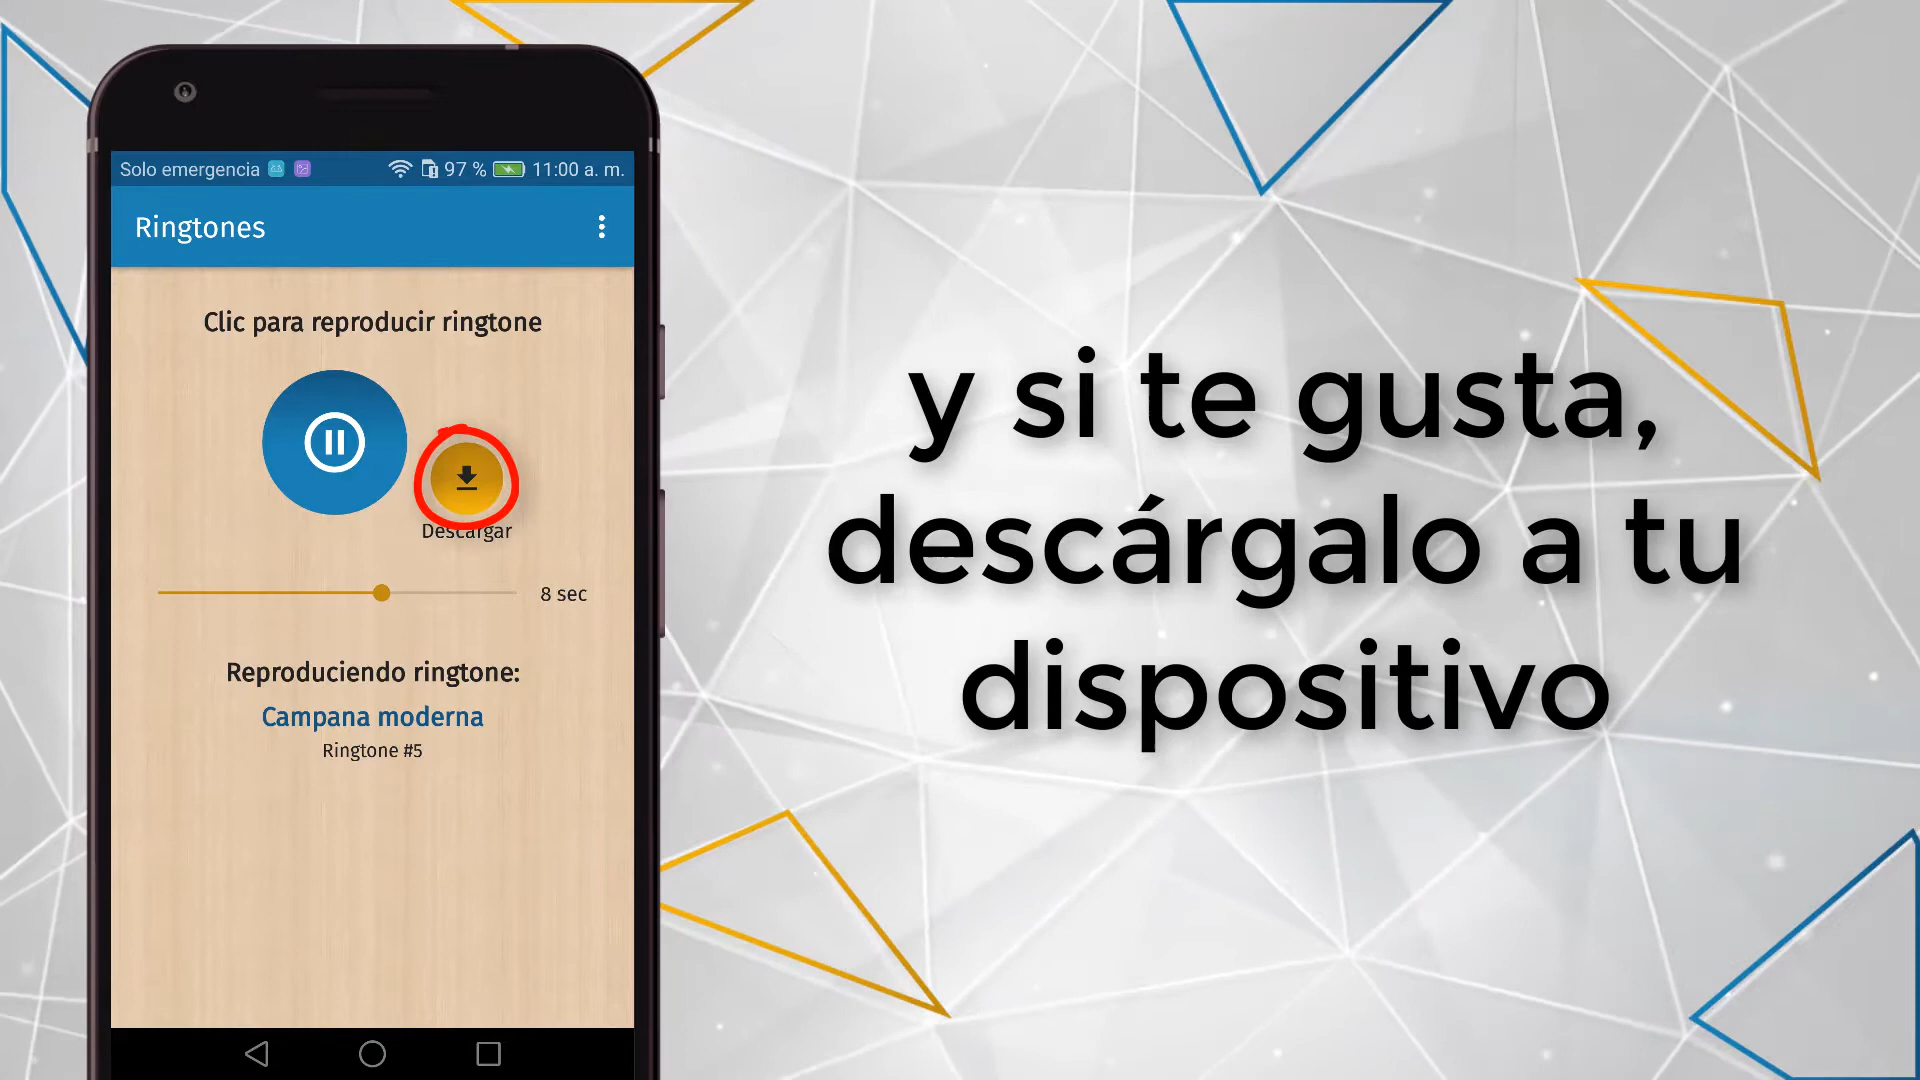 Solo emergencia 97 % 11:00 a. m.
Ringtones
Clic para reproducir ringtone
Descargar
8 sec
Reproduciendo ringtone:
Campana moderna
Ringtone #5
y si te gusta,
descárgalo a tu
dispositivo